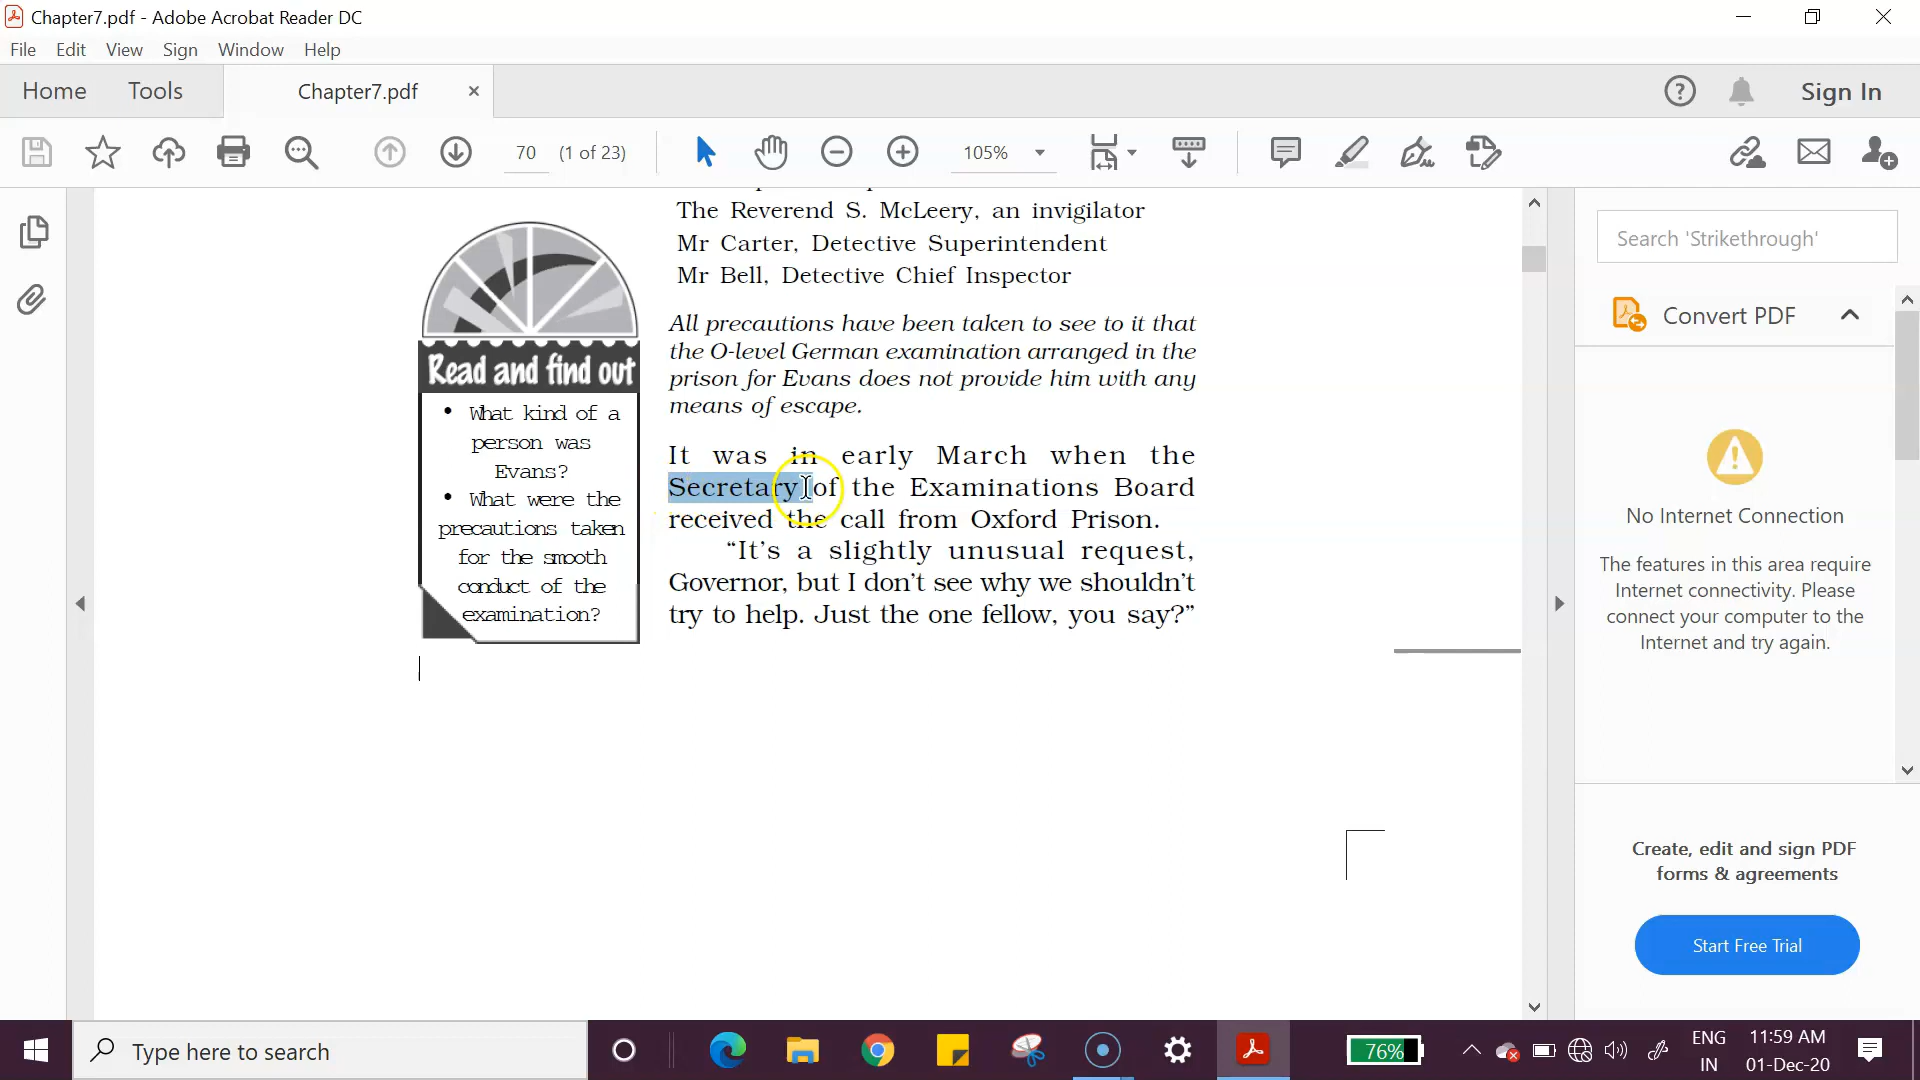 Chapter7.pdf - Adobe Acrobat Reader DC
File Edit View Sign Window Help
Home Tools Chapter7.pdf × Sign In
70 (1 of 23) 105%
The Reverend S. McLeery, an invigilator
Mr Carter, Detective Superintendent
Mr Bell, Detective Chief Inspector
All precautions have been taken to see to it that
the O-level German examination arranged in the
prison for Evans does not provide him with any
means of escape.
Read and find out
• What kind of a
person was
Evans?
• What were the
precautions taken
for the smooth
conduct of the
examination?
It was in early March when the
Secretary of the Examinations Board
received the call from Oxford Prison.
“It’s a slightly unusual request,
Governor, but I don’t see why we shouldn’t
try to help. Just the one fellow, you say?”
Search 'Strikethrough'
Convert PDF
No Internet Connection
The features in this area require
Internet connectivity. Please
connect your computer to the
Internet and try again.
Create, edit and sign PDF
forms & agreements
Start Free Trial
Type here to search
76%
ENG
IN
11:59 AM
01-Dec-20